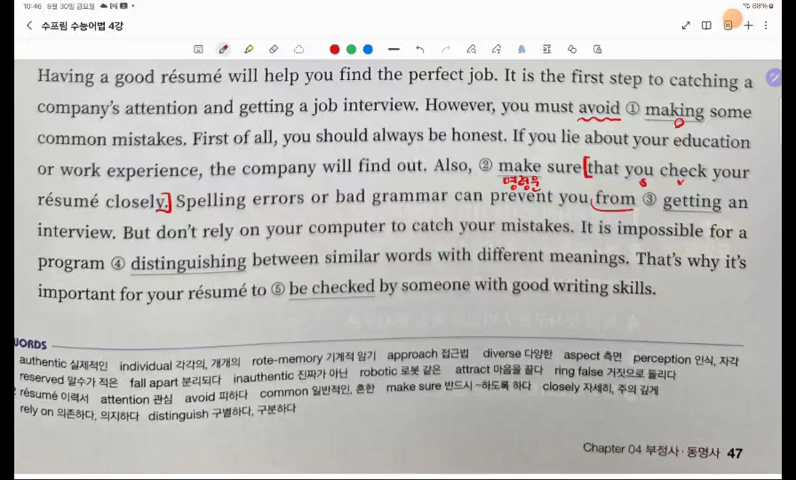 10:46 8월 30일 금요일
88%
수프림 수능어법 4강
Having a good résumé will help you find the perfect job. It is the first step to catching a
company's attention and getting a job interview. However, you must avoid ① making some
common mistakes. First of all, you should always be honest. If you lie about your education
or work experience, the company will find out. Also, ② make sure [that you check your
명령문 s v
résumé closely.] Spelling errors or bad grammar can prevent you from ③ getting an
interview. But don't rely on your computer to catch your mistakes. It is impossible for a
program ④ distinguishing between similar words with different meanings. That's why it's
important for your résumé to ⑤ be checked by someone with good writing skills.
WORDS
authentic 실제적인 individual 각각의, 개개의 rote-memory 기계적 암기 approach 접근법 diverse 다양한 aspect 측면 perception 인식, 자각
reserved 말수가 적은 fall apart 분리되다 inauthentic 진짜가 아닌 robotic 로봇 같은 attract 마음을 끌다 ring false 거짓으로 들리다
résumé 이력서 attention 관심 avoid 피하다 common 일반적인, 흔한 make sure 반드시 ~하도록 하다 closely 자세히, 주의 깊게
rely on 의존하다, 의지하다 distinguish 구별하다, 구분하다
Chapter 04 부정사·동명사 47